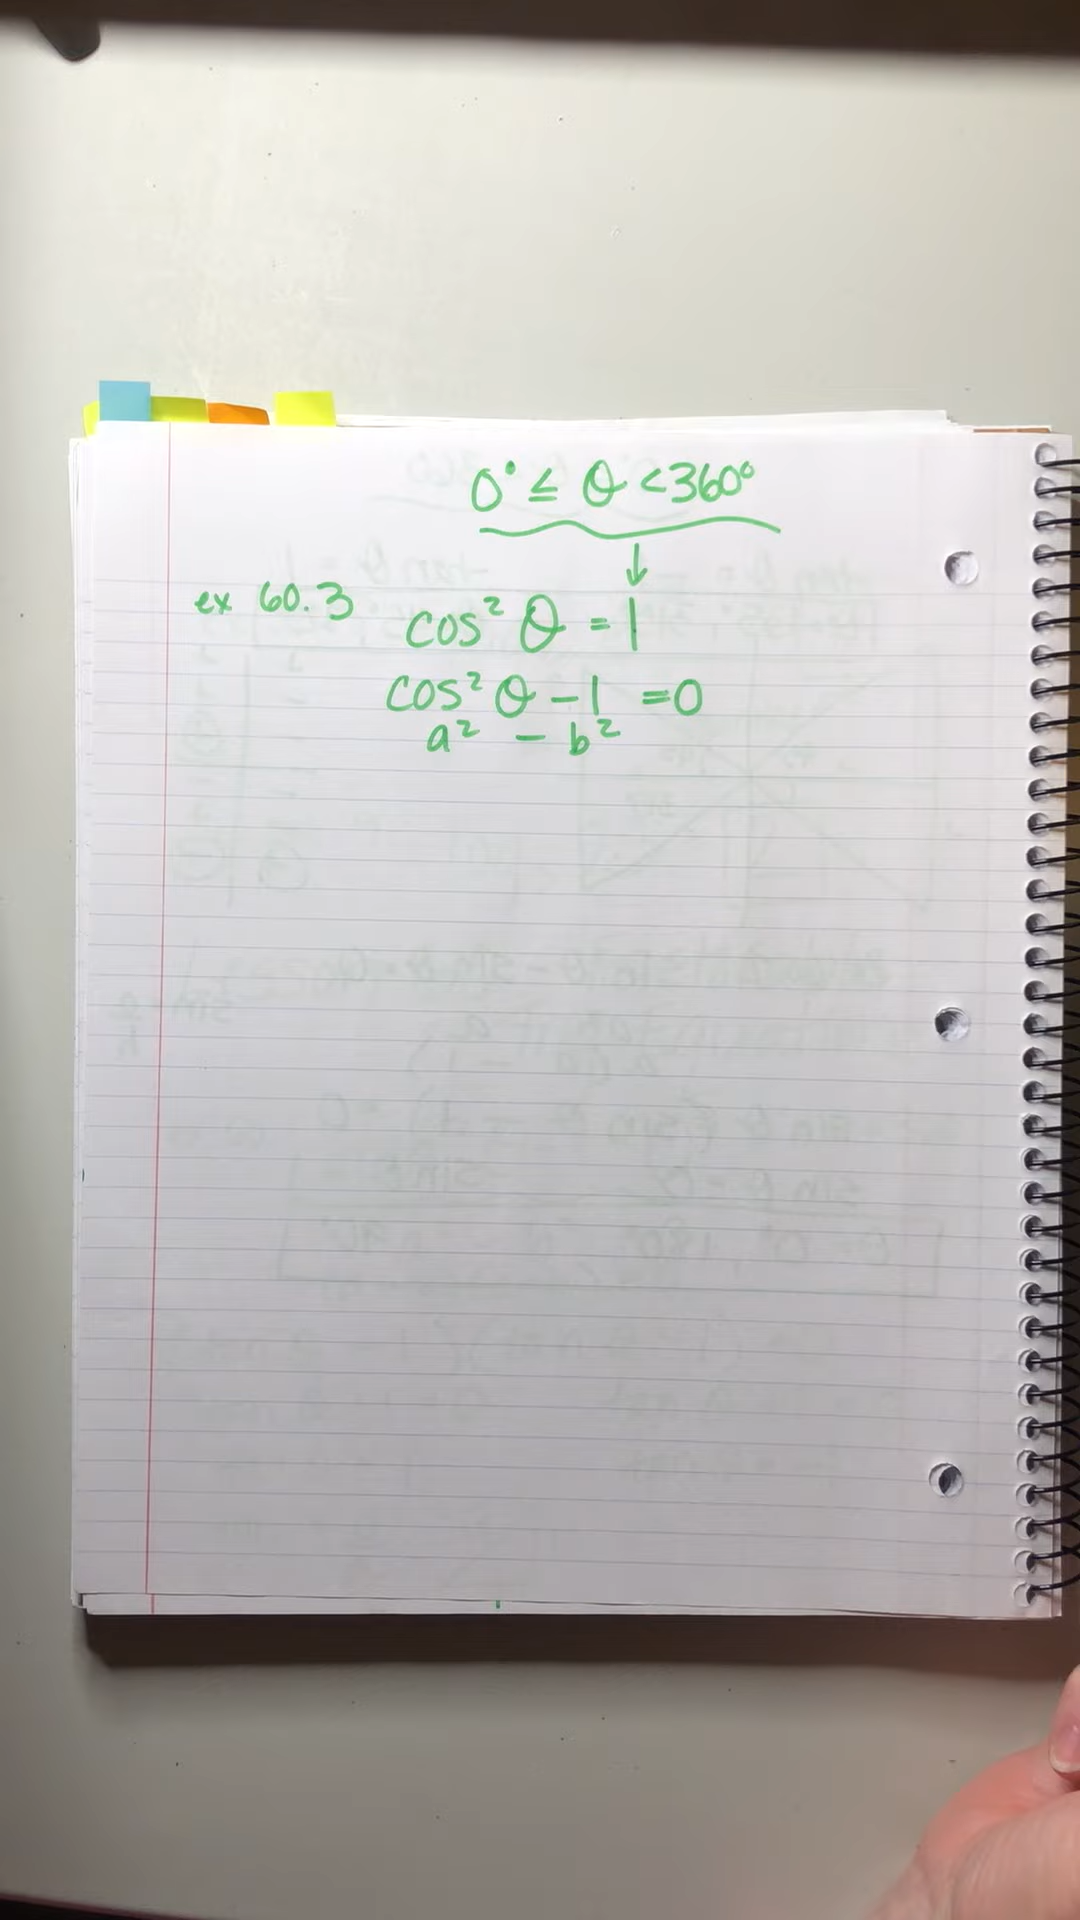 0° ≤ θ < 360°
↓
ex 60.3
cos² θ = 1
cos² θ - 1 = 0
a² - b²